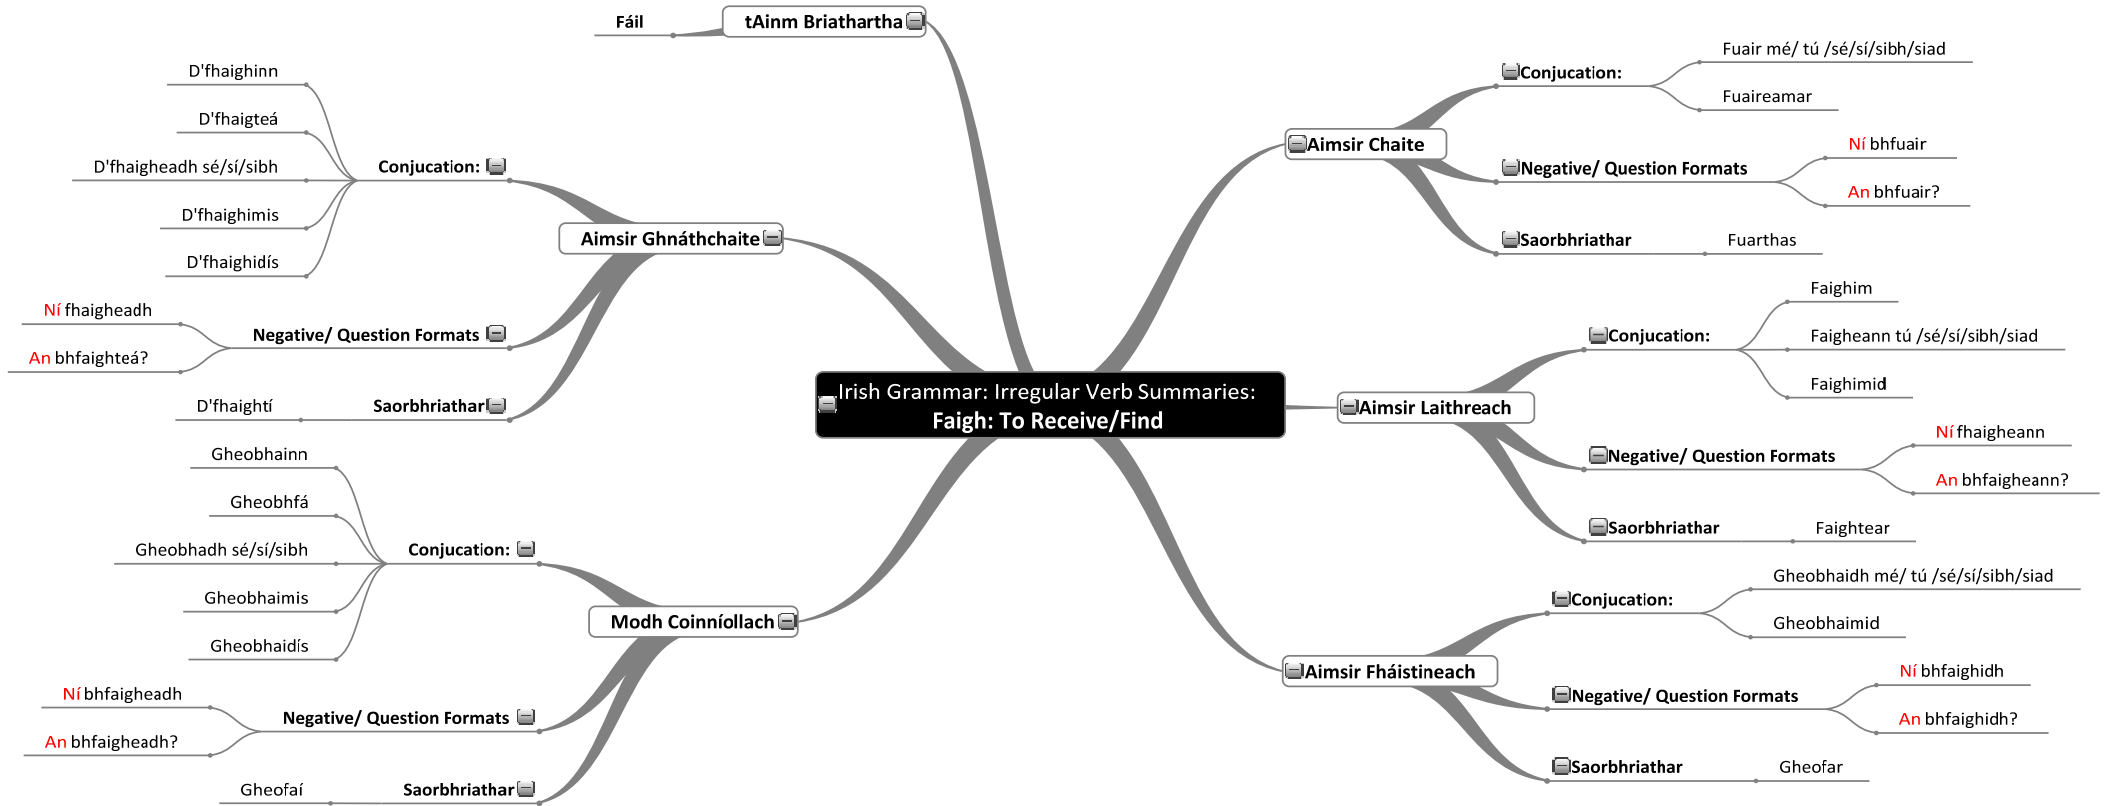 Irish Grammar: Irregular Verb Summaries:
Faigh: To Receive/Find
tAinm Briathartha
Fáil
Aimsir Ghnáthchaite
Conjucation:
D'fhaighinn
D'fhaigteá
D'fhaigheadh sé/sí/sibh
D'fhaighimis
D'fhaighidís
Negative/ Question Formats
Ní fhaigheadh
An bhfaighteá?
Saorbhriathar
D'fhaightí
Modh Coinníollach
Conjucation:
Gheobhainn
Gheobhfá
Gheobhadh sé/sí/sibh
Gheobhaimis
Gheobhaidís
Negative/ Question Formats
Ní bhfaigheadh
An bhfaigheadh?
Saorbhriathar
Gheofaí
Aimsir Chaite
Conjucation:
Fuair mé/ tú /sé/sí/sibh/siad
Fuaireamar
Negative/ Question Formats
Ní bhfuair
An bhfuair?
Saorbhriathar
Fuarthas
Aimsir Laithreach
Conjucation:
Faighim
Faigheann tú /sé/sí/sibh/siad
Faighimid
Negative/ Question Formats
Ní fhaigheann
An bhfaigheann?
Saorbhriathar
Faightear
Aimsir Fháistineach
Conjucation:
Gheobhaidh mé/ tú /sé/sí/sibh/siad
Gheobhaimid
Negative/ Question Formats
Ní bhfaighidh
An bhfaighidh?
Saorbhriathar
Gheofar